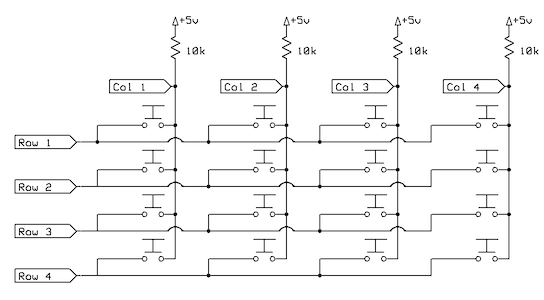 +5v +5v +5v +5v
10k 10k 10k 10k
Col 1 Col 2 Col 3 Col 4
Row 1
Row 2
Row 3
Row 4